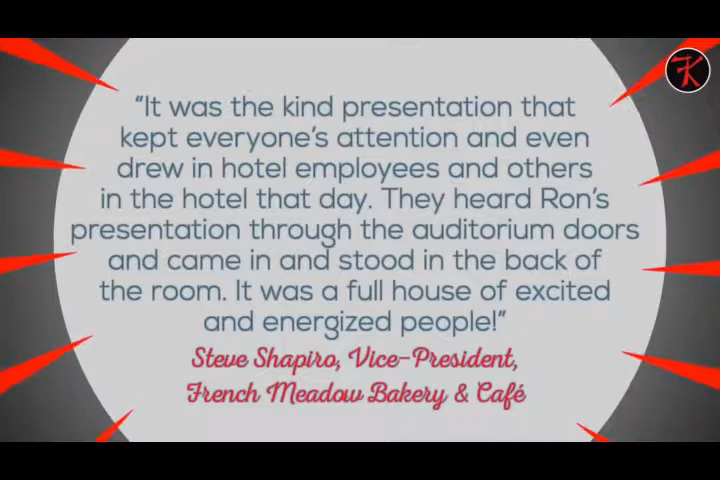 “It was the kind presentation that
kept everyone’s attention and even
drew in hotel employees and others
in the hotel that day. They heard Ron’s
presentation through the auditorium doors
and came in and stood in the back of
the room. It was a full house of excited
and energized people!”
Steve Shapiro, Vice-President,
French Meadow Bakery & Café